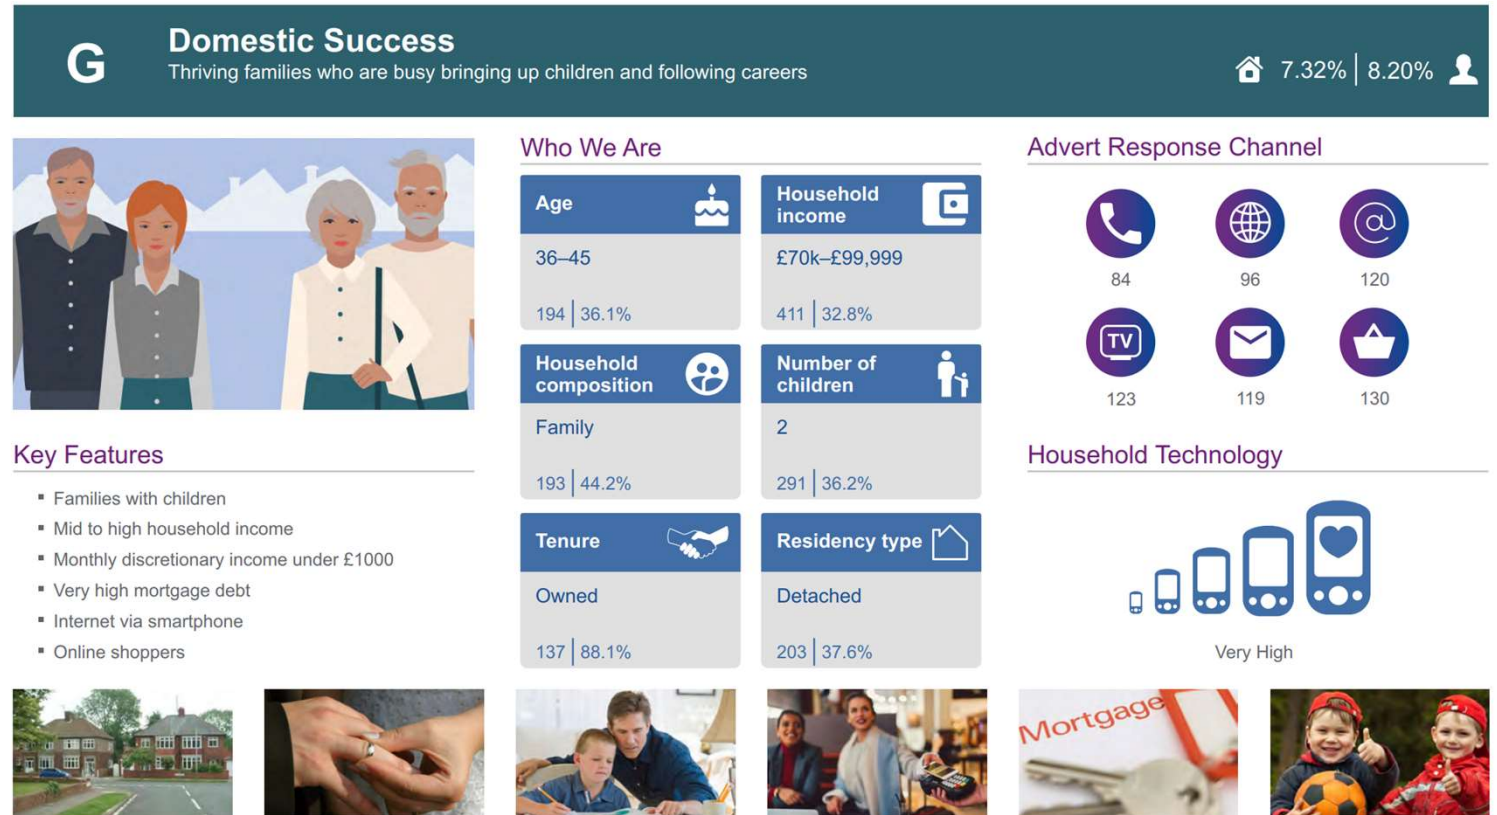 G
Domestic Success
Thriving families who are busy bringing up children and following careers
7.32% | 8.20%
Who We Are
Age
36–45
194 | 36.1%
Household
income
£70k–£99,999
411 | 32.8%
Household
composition
Family
193 | 44.2%
Number of
children
2
291 | 36.2%
Tenure
Owned
137 | 88.1%
Residency type
Detached
203 | 37.6%
Advert Response Channel
84
96
@
120
TV
123
119
130
Key Features
▪ Families with children
▪ Mid to high household income
▪ Monthly discretionary income under £1000
▪ Very high mortgage debt
▪ Internet via smartphone
▪ Online shoppers
Household Technology
Very High
Mortgage